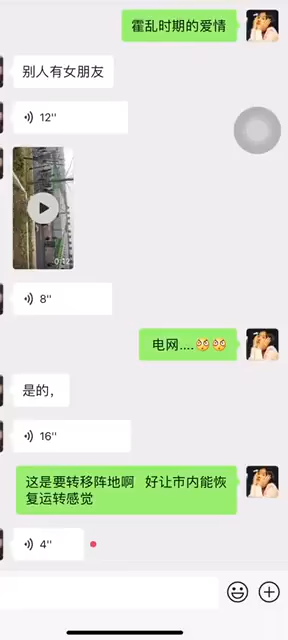 霍乱时期的爱情
别人有女朋友
12"
0:12
8"
电网....
是的，
16"
这是要转移阵地啊 好让市内能恢
复运转感觉
4"